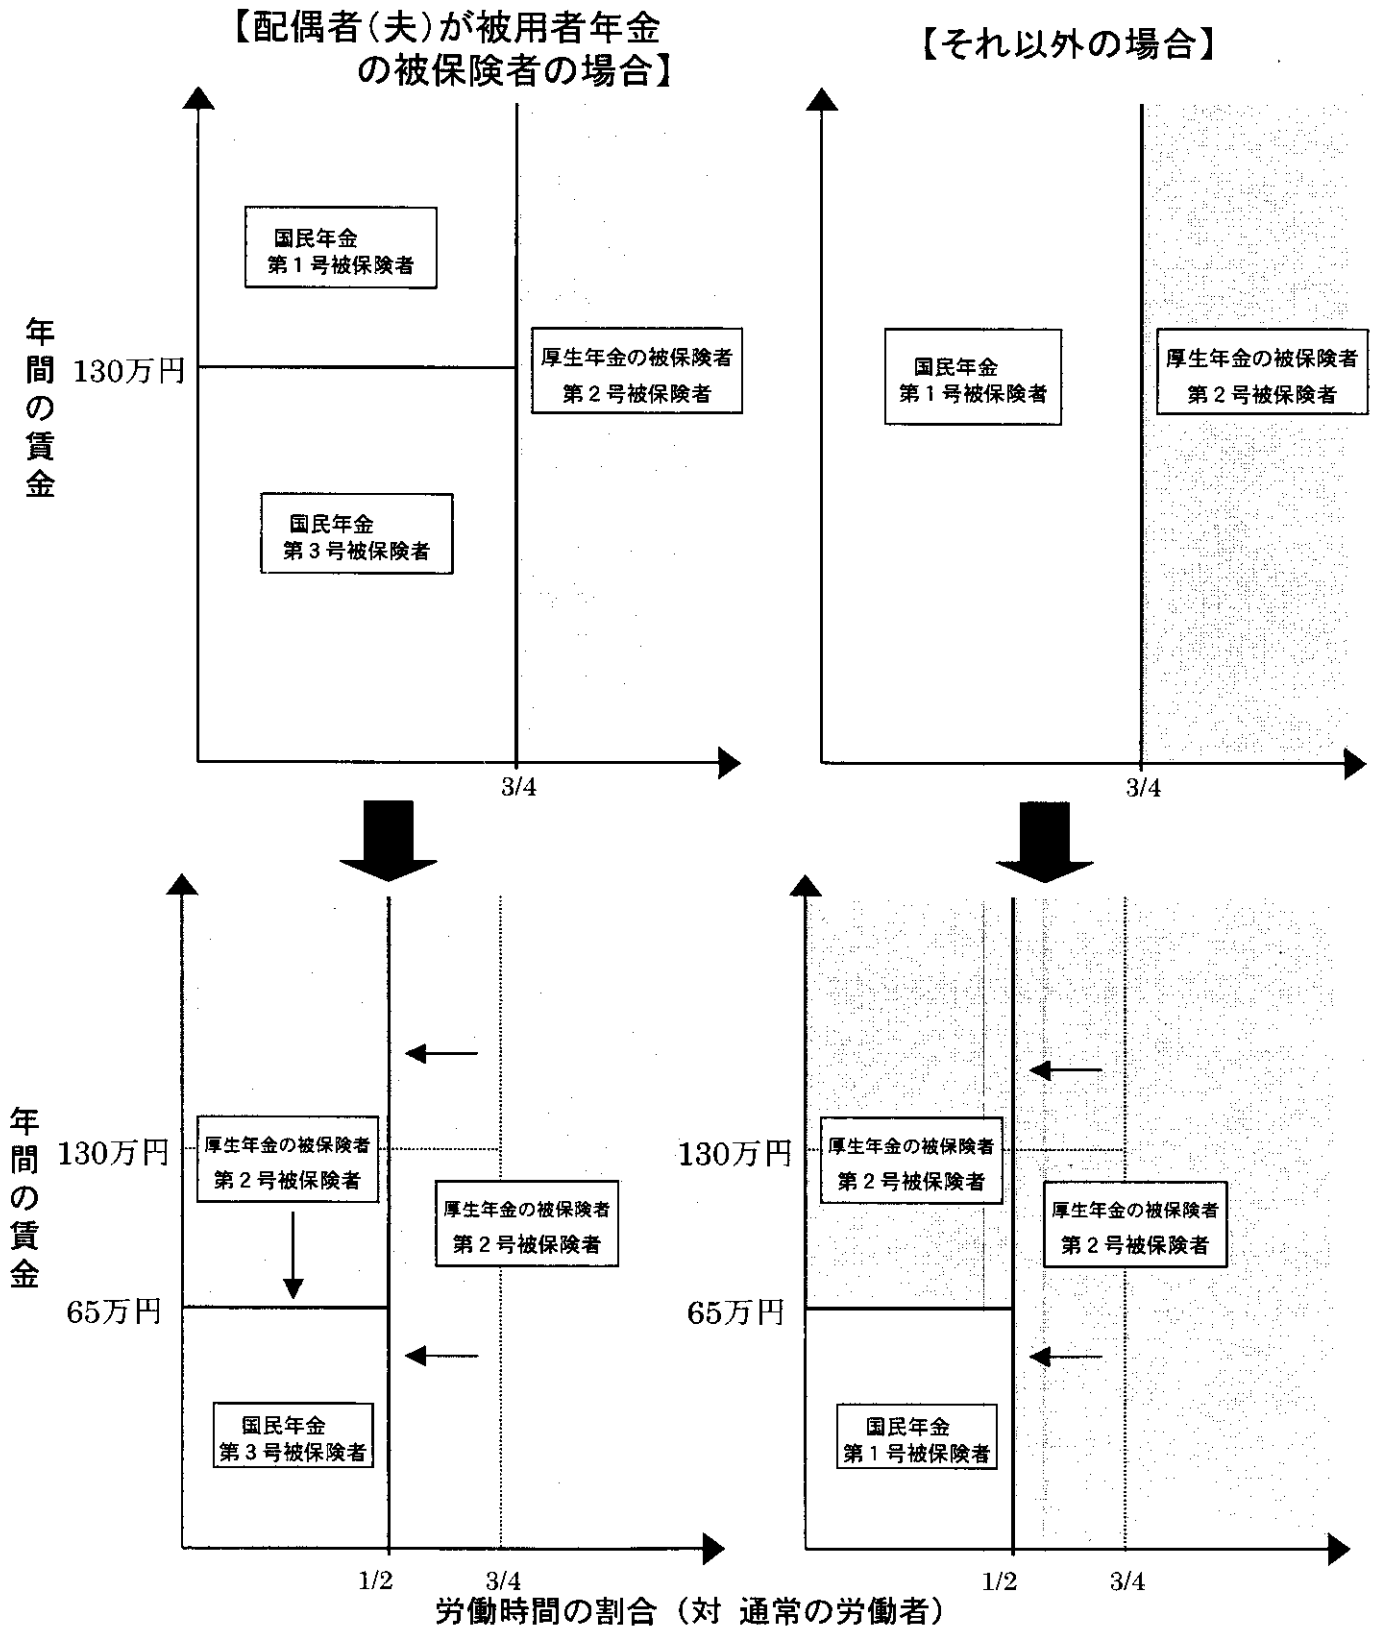 【配偶者(夫)が被用者年金
の被保険者の場合】
【それ以外の場合】
年間の賃金
130万円
国民年金
第1号被保険者
厚生年金の被保険者
第2号被保険者
国民年金
第3号被保険者
3/4
国民年金
第1号被保険者
厚生年金の被保険者
第2号被保険者
3/4
年間の賃金
130万円
65万円
厚生年金の被保険者
第2号被保険者
厚生年金の被保険者
第2号被保険者
国民年金
第3号被保険者
1/2
3/4
130万円
65万円
厚生年金の被保険者
第2号被保険者
厚生年金の被保険者
第2号被保険者
国民年金
第1号被保険者
1/2
3/4
労働時間の割合(対 通常の労働者)